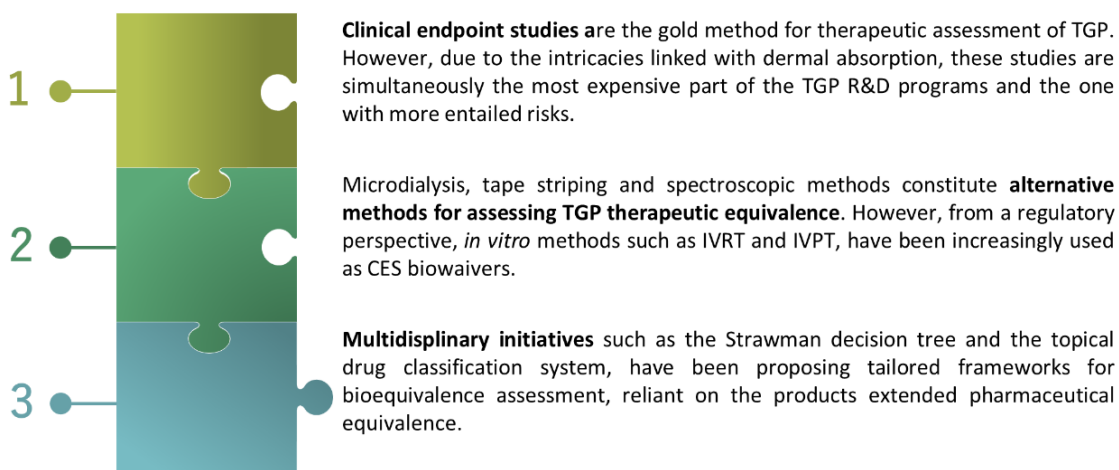 1
Clinical endpoint studies are the gold method for therapeutic assessment of TGP.
However, due to the intricacies linked with dermal absorption, these studies are
simultaneously the most expensive part of the TGP R&D programs and the one
with more entailed risks.
2
Microdialysis, tape striping and spectroscopic methods constitute alternative
methods for assessing TGP therapeutic equivalence. However, from a regulatory
perspective, in vitro methods such as IVRT and IVPT, have been increasingly used
as CES biowaivers.
3
Multidisplinary initiatives such as the Strawman decision tree and the topical
drug classification system, have been proposing tailored frameworks for
bioequivalence assessment, reliant on the products extended pharmaceutical
equivalence.